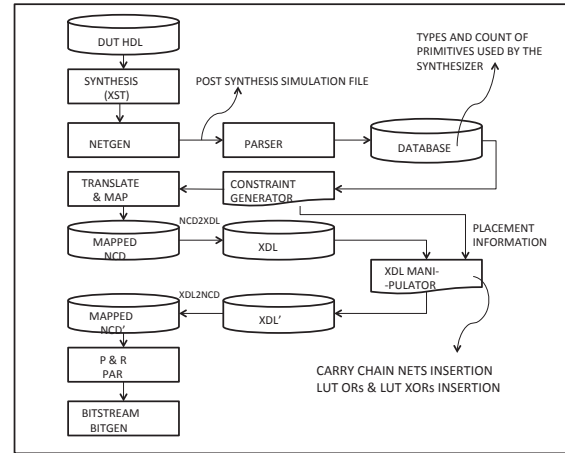 DUT HDL
TYPES AND COUNT OF
PRIMITIVES USED BY THE
SYNTHESIZER
SYNTHESIS
(XST)
POST SYNTHESIS SIMULATION FILE
NETGEN
PARSER
DATABASE
TRANSLATE
& MAP
CONSTRAINT
GENERATOR
PLACEMENT
INFORMATION
MAPPED
NCD
NCD2XDL
XDL
XDL MANI-
-PULATOR
MAPPED
NCD'
XDL2NCD
XDL'
P & R
PAR
CARRY CHAIN NETS INSERTION
LUT ORs & LUT XORs INSERTION
BITSTREAM
BITGEN